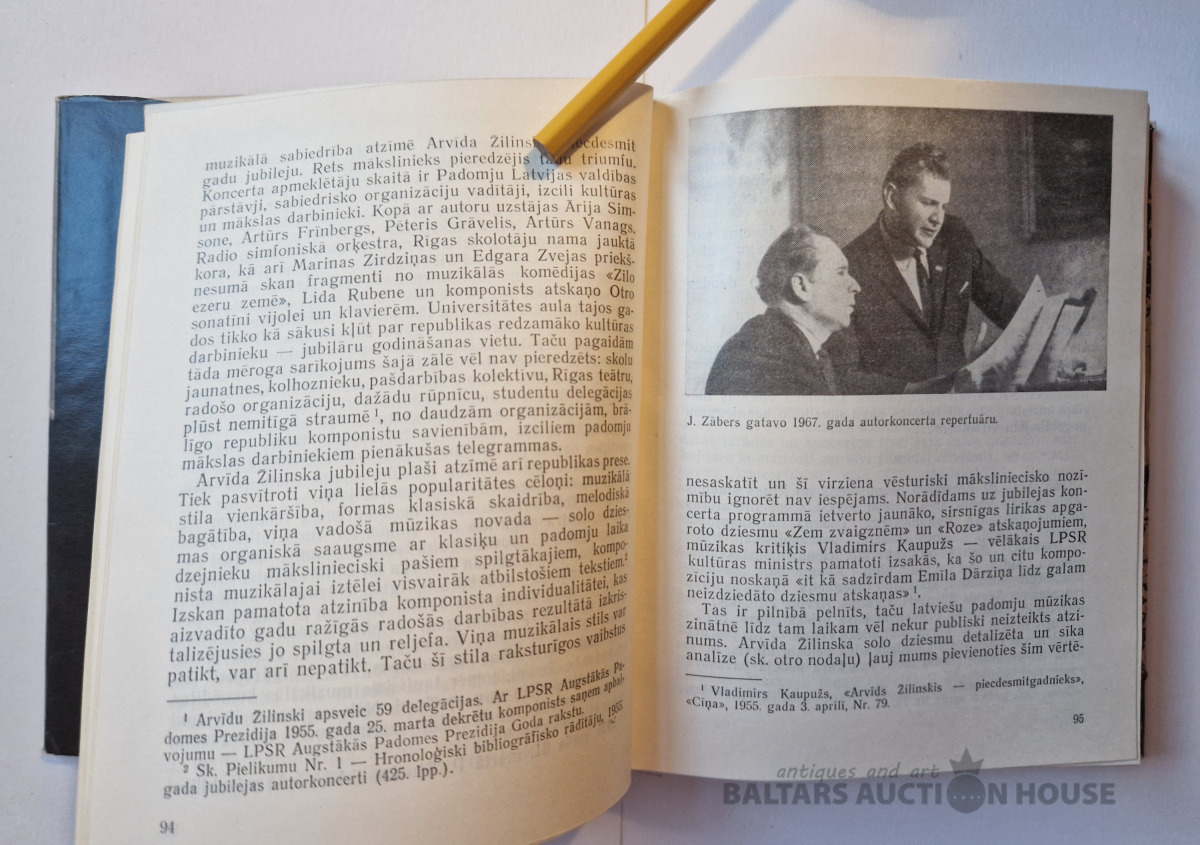 muzikālā sabiedrība atzīmē Arvīda Žilinska
gadu jubileju. Rets mākslinieks pieredzējis triumfu.
Koncerta apmeklētāju skaitā ir Padomju Latvijas valdības
pārstāvji, sabiedrisko organizāciju vadītāji, izcili kultūras
un mākslas darbinieki. Kopā ar autoru uzstājas Ārija Sim-
sone, Artūrs Frīnbergs, Pēteris Grāvelis, Artūrs Vanags,
Radio simfoniskā orķestra, Rīgas skolotāju nama jauktā
kora, kā arī Marinas Zirdziņas un Edgara Zvejas priekš-
nesumā skan fragmenti no muzikālās komēdijas «Zilo
ezeru zemē», Līda Rubene un komponists atskaņo Otro
sonatīni vijolei un klavierēm. Universitātes aula tajos ga-
dos tikko kā sākusi kļūt par republikas redzamāko kultūras
darbinieku — jubilāru godināšanas vietu. Taču pagaidām
tāda mēroga sarīkojums šajā zālē vēl nav pieredzēts: skolu
jaunatnes, kolhoznieku, pašdarbības kolektīvu, Rīgas teātru,
radošo organizāciju, dažādu rūpnīcu, studentu delegācijas
plūst nemitīgā straumē ¹, no daudzām organizācijām, brā-
līgo republiku komponistu savienībām, izciliem padomju
mākslas darbiniekiem pienākušas telegrammas.
Arvīda Žilinska jubileju plaši atzīmē arī republikas prese.
Tiek pasvītroti viņa lielās popularitātes cēloņi: muzikālā
stila vienkāršība, formas klasiskā skaidrība, melodiskā
bagātība, viņa vadošā mūzikas novada — solo dzies-
mas organiskā saaugsme ar klasiķu un padomju laika
dzejnieku mākslinieciski pašiem spilgtākajiem, kompo-
nista muzikālajai iztēlei visvairāk atbilstošiem tekstiem.²
Izskan pamatota atzinība komponista individualitātei, kas
aizvadīto gadu ražīgās radošās darbības rezultātā izkris-
talizējusies jo spilgta un reljefa. Viņa muzikālais stils var
patikt, var arī nepatikt. Taču šī stila raksturīgos vaibstus
¹ Arvīdu Žilinski apsveic 59 delegācijas. Ar LPSR Augstākās Pa-
domes Prezidija 1955. gada 25. marta dekrētu komponists saņem apbal-
vojumu — LPSR Augstākās Padomes Prezidija Goda rakstu.
² Sk. Pielikumu Nr. 1 — Hronoloģiski bibliogrāfisko rādītāju, 1955.
gada jubilejas autorkoncerti (425. lpp.).
94
J. Zābers gatavo 1967. gada autorkoncerta repertuāru.
nesaskatīt un šī virziena vēsturiski māksliniecisko nozī-
mību ignorēt nav iespējams. Norādīdams uz jubilejas kon-
certa programmā ietverto jaunāko, sirsnīgas lirikas apga-
roto dziesmu «Zem zvaigznēm» un «Roze» atskaņojumiem,
mūzikas kritiķis Vladimirs Kaupužs — vēlākais LPSR
kultūras ministrs pamatoti izsakās, ka šo un citu kompo-
zīciju noskaņā «it kā sadzirdam Emīla Dārziņa līdz galam
neizdziedāto dziesmu atskaņas» ¹.
Tas ir pilnībā pelnīts, taču latviešu padomju mūzikas
zinātnē līdz tam laikam vēl nekur publiski neizteikts atzi-
nums. Arvīda Žilinska solo dziesmu detalizēta un sīka
analīze (sk. otro nodaļu) ļauj mums pievienoties šim vērtē-
¹ Vladimirs Kaupužs, «Arvīds Žilinskis — piecdesmitgadnieks»,
«Cīņa», 1955. gada 3. aprīlī, Nr. 79.
95
antiques and art
BALTARS AUCTION HOUSE